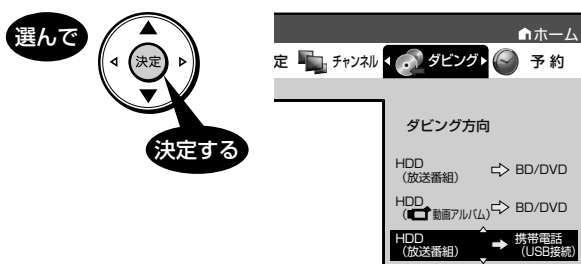 選んで
決定
決定する
ホーム
定 チャンネル ダビング 予約
ダビング方向
HDD
(放送番組) ⇨ BD/DVD
HDD
(動画アルバム) ⇨ BD/DVD
HDD
(放送番組) ➡ 携帯電話
(USB接続)